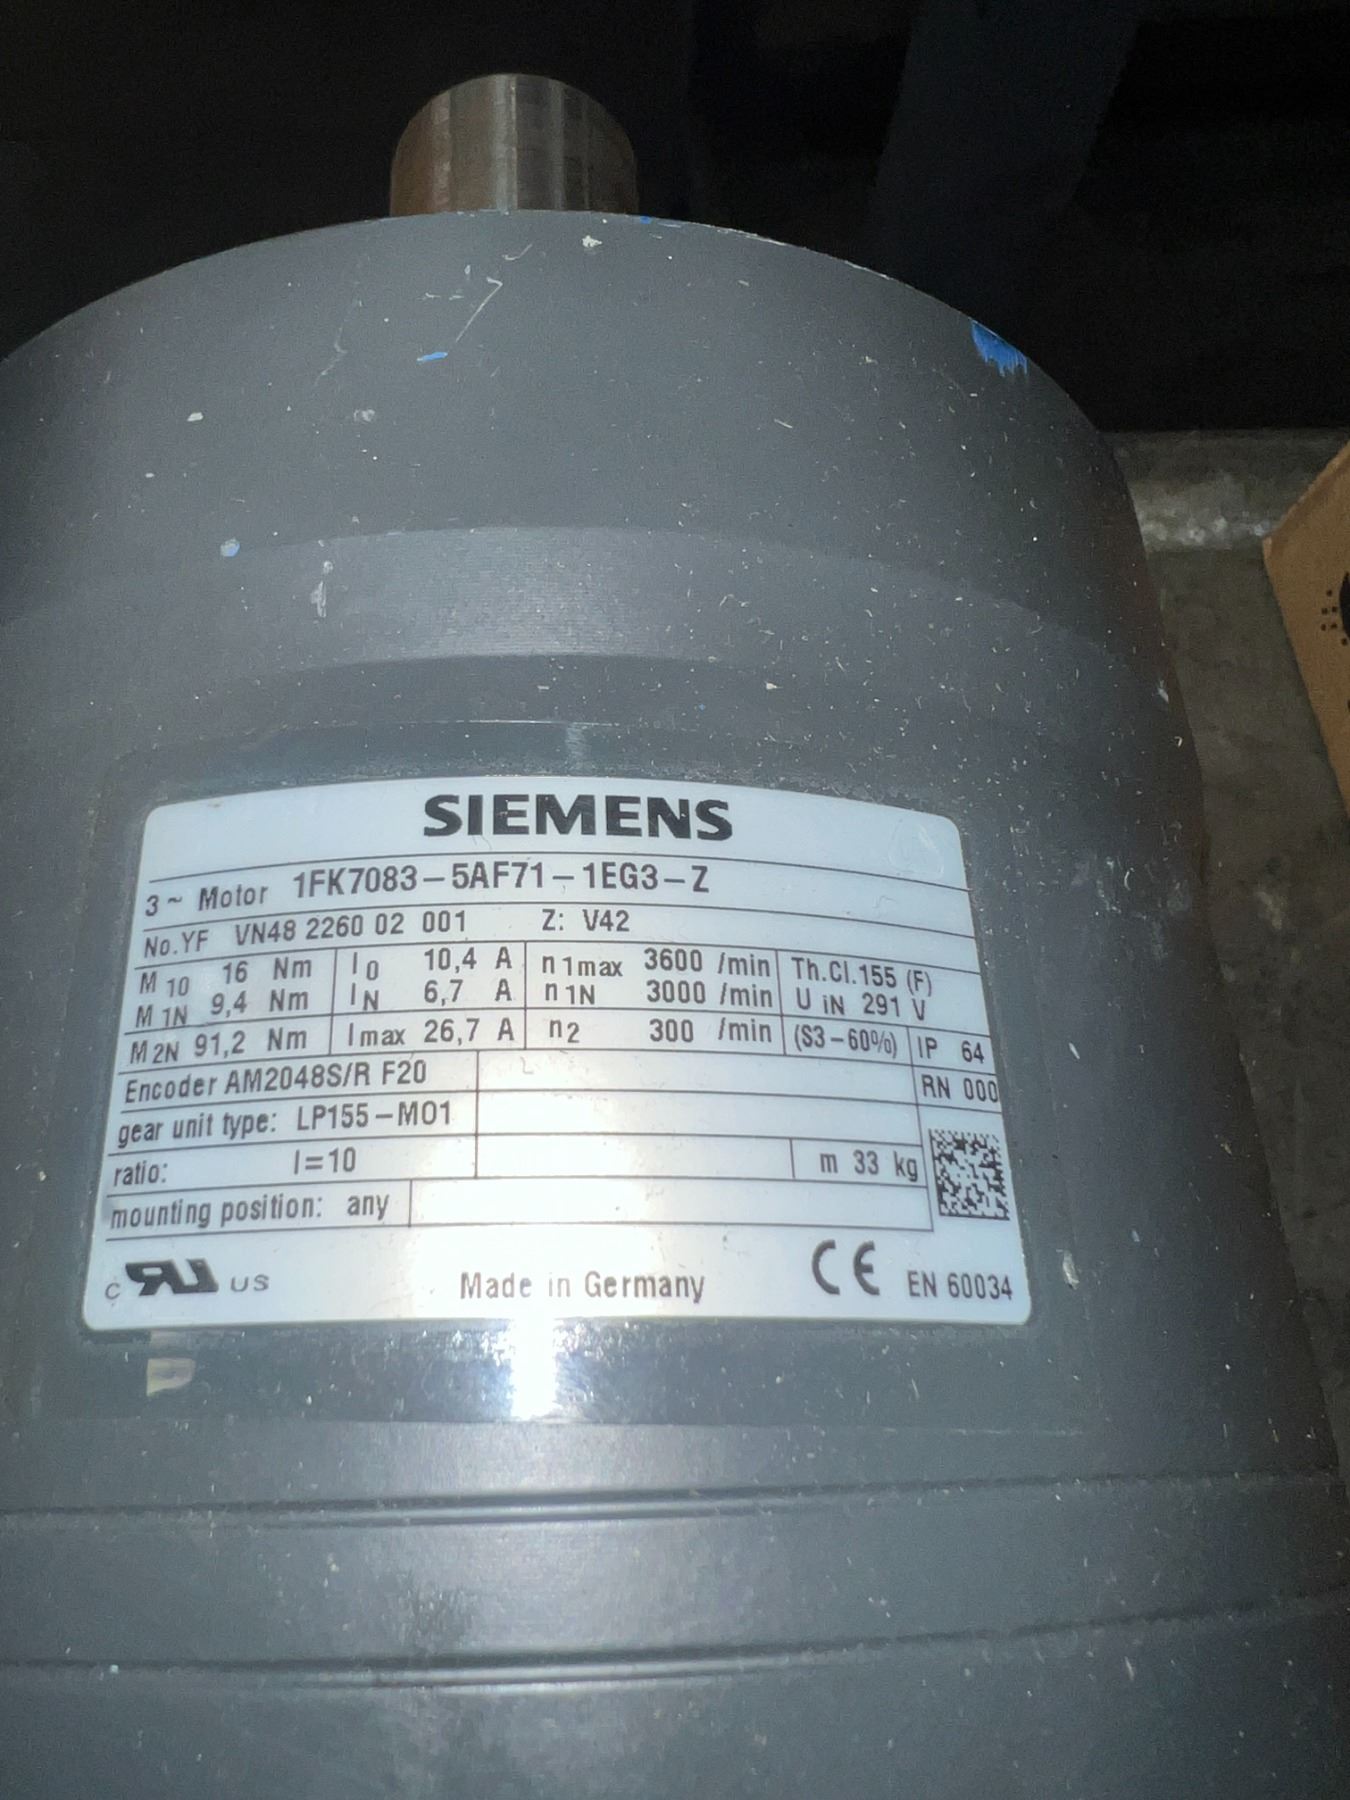 SIEMENS
3 ~ Motor 1FK7083-5AF71-1EG3-Z
No.YF VN48 2260 02 001 Z: V42
M 10 16 Nm I 0 10,4 A n 1max 3600 /min Th.Cl.155 (F)
M 1N 9,4 Nm I N 6,7 A n 1N 3000 /min U iN 291 V
M 2N 91,2 Nm I max 26,7 A n 2 300 /min (S3-60%) IP 64
Encoder AM2048S/R F20 RN 000
gear unit type: LP155-M01
ratio: I=10 m 33 kg
mounting position: any
c RU US Made in Germany CE EN 60034